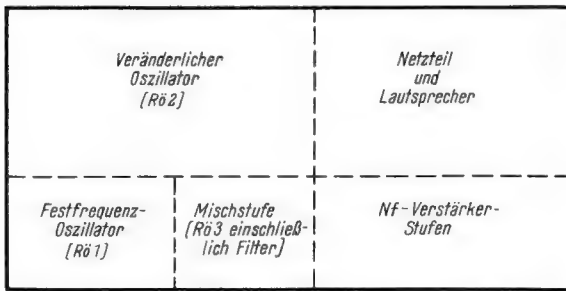 Veränderlicher
Oszillator
[Rö2]
Netzteil
und
Lautsprecher
Festfrequenz-
Oszillator
[Rö1]
Mischstufe
[Rö3 einschließ-
lich Filter]
Nf-Verstärker-
Stufen